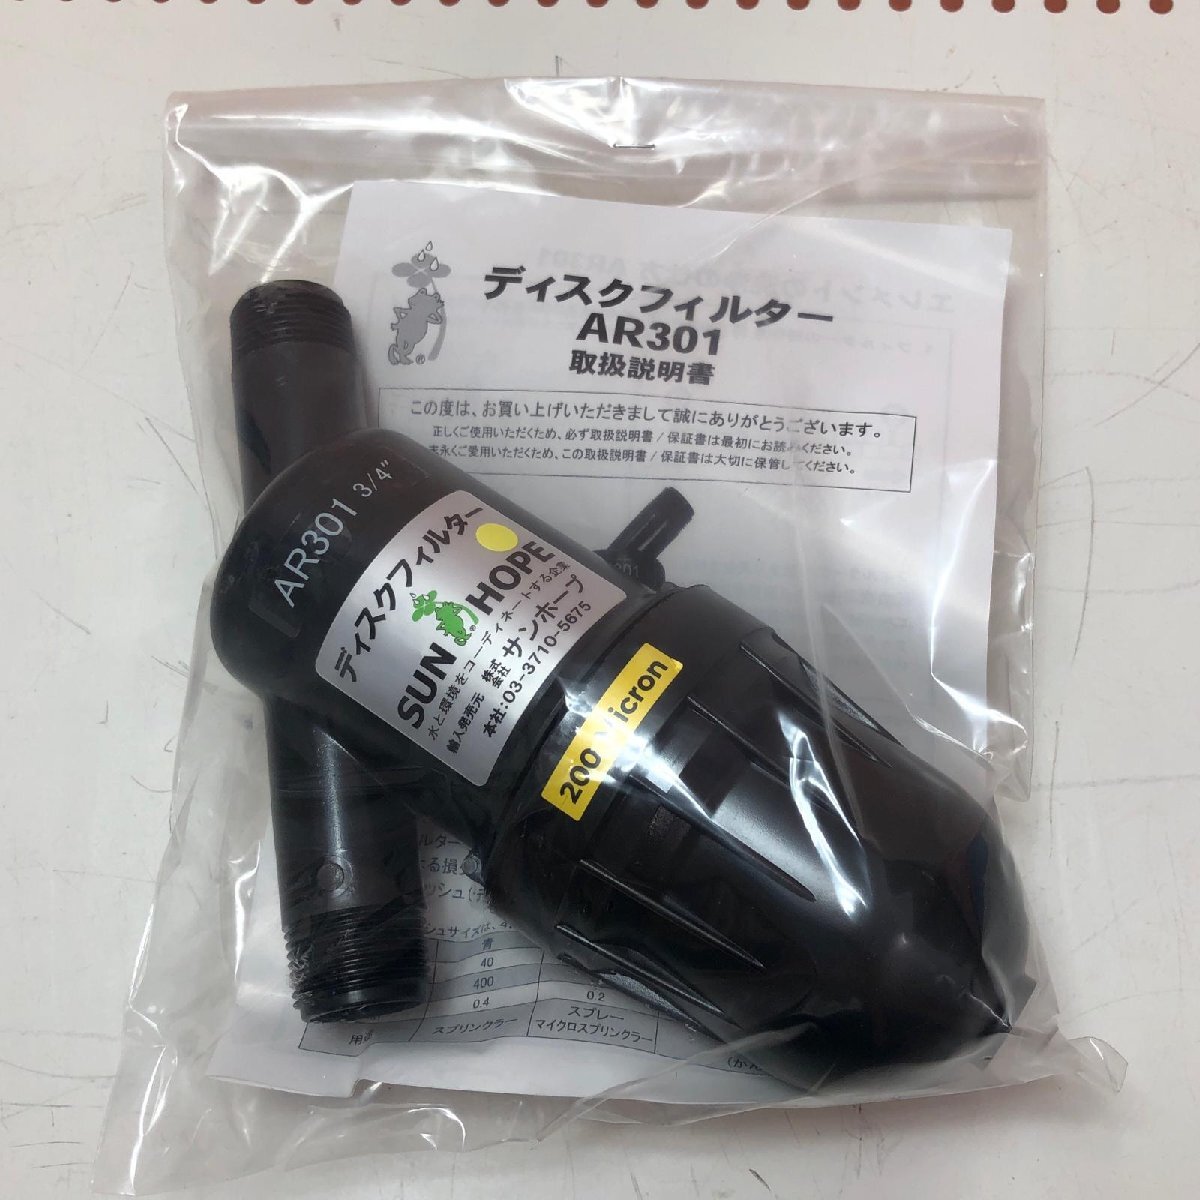 ディスクフィルター
AR301
取扱説明書
この度は、お買い上げいただきまして誠にありがとうございます。
正しくご使用いただくため、必ず取扱説明書/保証書は最初にお読みください。
末永くご愛用いただくため、この取扱説明書/保証書は大切に保管してください。
AR301 3/4"
ディスクフィルター
SUN HOPE
水と環境をコーディネートする企業
輸入発売元 株式会社 サンホープ
本社:03-3710-5675
200 Micron
青
40
400
0.4
0.2
用途
スプリンクラー
スプレー
マイクロスプリンクラー